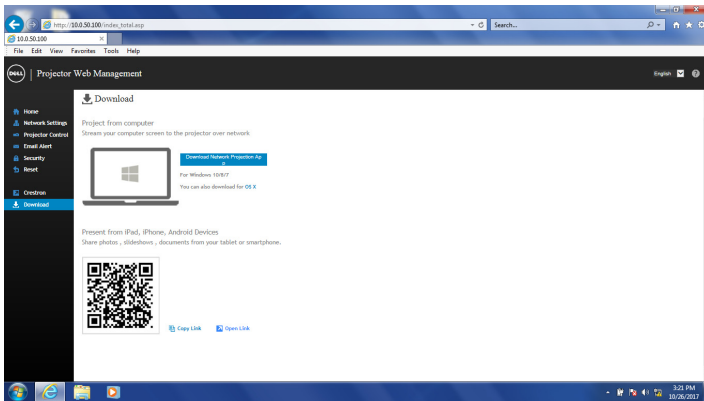 http://10.0.50.100/index_total.asp
Search...
10.0.50.100
File Edit View Favorites Tools Help
DELL
Projector Web Management
English
Home
Network Settings
Projector Control
Email Alert
Security
Reset
Crestron
Download
Download
Project from computer
Stream your computer screen to the projector over network
Download Network Projection Ap
p
For Windows 10/8/7
You can also download for OS X
Present from iPad, iPhone, Android Devices
Share photos , slideshows , documents from your tablet or smartphone.
Copy Link
Open Link
3:21 PM
10/26/2017